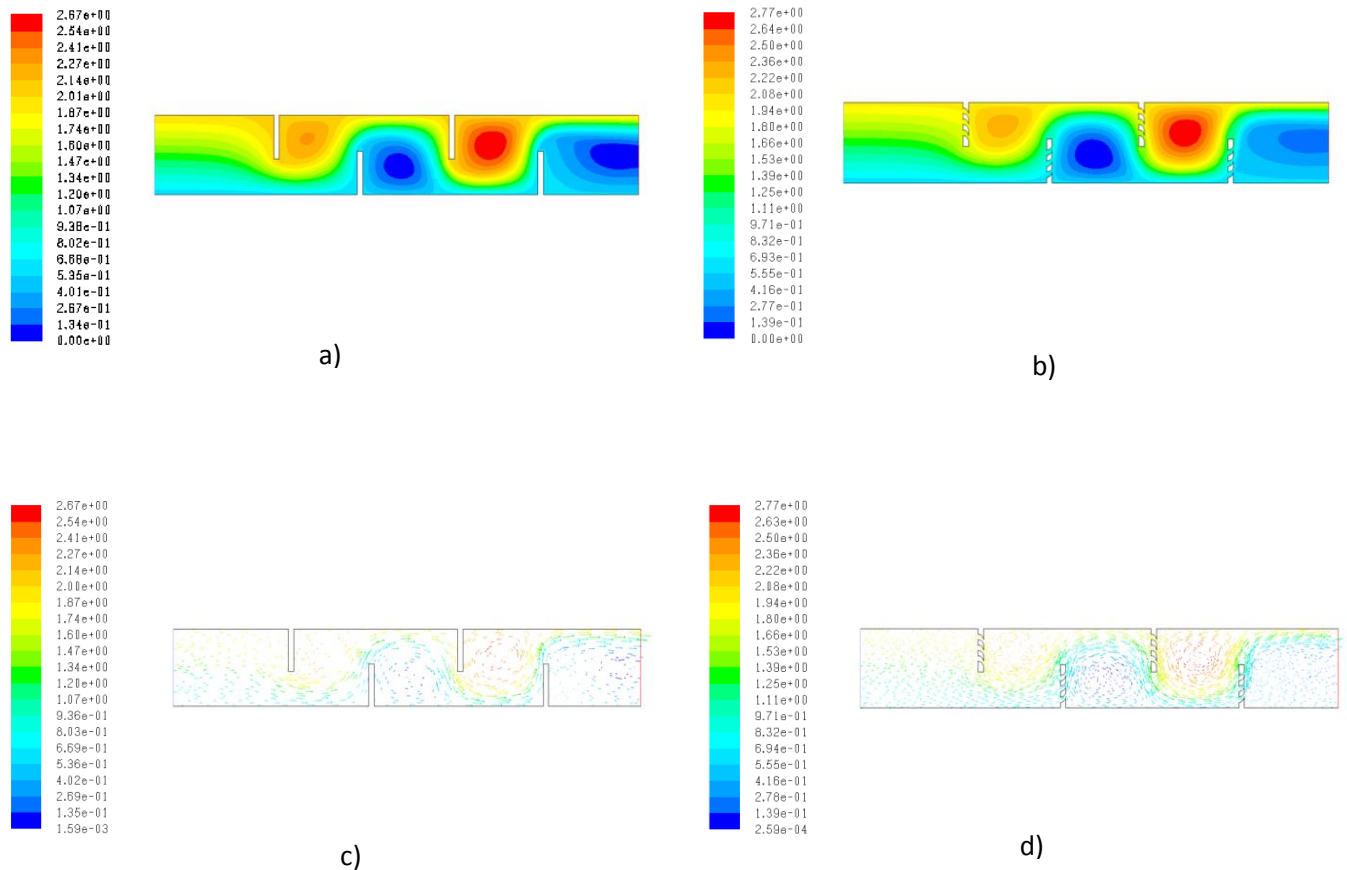 2.67e+00
2.54e+00
2.41e+00
2.27e+00
2.14e+00
2.01e+00
1.87e+00
1.74e+00
1.60e+00
1.47e+00
1.34e+00
1.20e+00
1.07e+00
9.36e-01
8.02e-01
6.68e-01
5.35e-01
4.01e-01
2.67e-01
1.34e-01
0.00e+00
a)
2.77e+00
2.64e+00
2.50e+00
2.36e+00
2.22e+00
2.08e+00
1.94e+00
1.80e+00
1.66e+00
1.53e+00
1.39e+00
1.25e+00
1.11e+00
9.71e-01
8.32e-01
6.93e-01
5.55e-01
4.16e-01
2.77e-01
1.39e-01
0.00e+00
b)
2.67e+00
2.54e+00
2.41e+00
2.27e+00
2.14e+00
2.00e+00
1.87e+00
1.74e+00
1.60e+00
1.47e+00
1.34e+00
1.20e+00
1.07e+00
9.36e-01
8.03e-01
6.69e-01
5.36e-01
4.02e-01
2.69e-01
1.35e-01
1.59e-03
c)
2.77e+00
2.63e+00
2.50e+00
2.36e+00
2.22e+00
2.08e+00
1.94e+00
1.80e+00
1.66e+00
1.53e+00
1.39e+00
1.25e+00
1.11e+00
9.71e-01
8.32e-01
6.94e-01
5.55e-01
4.16e-01
2.78e-01
1.39e-01
2.59e-04
d)